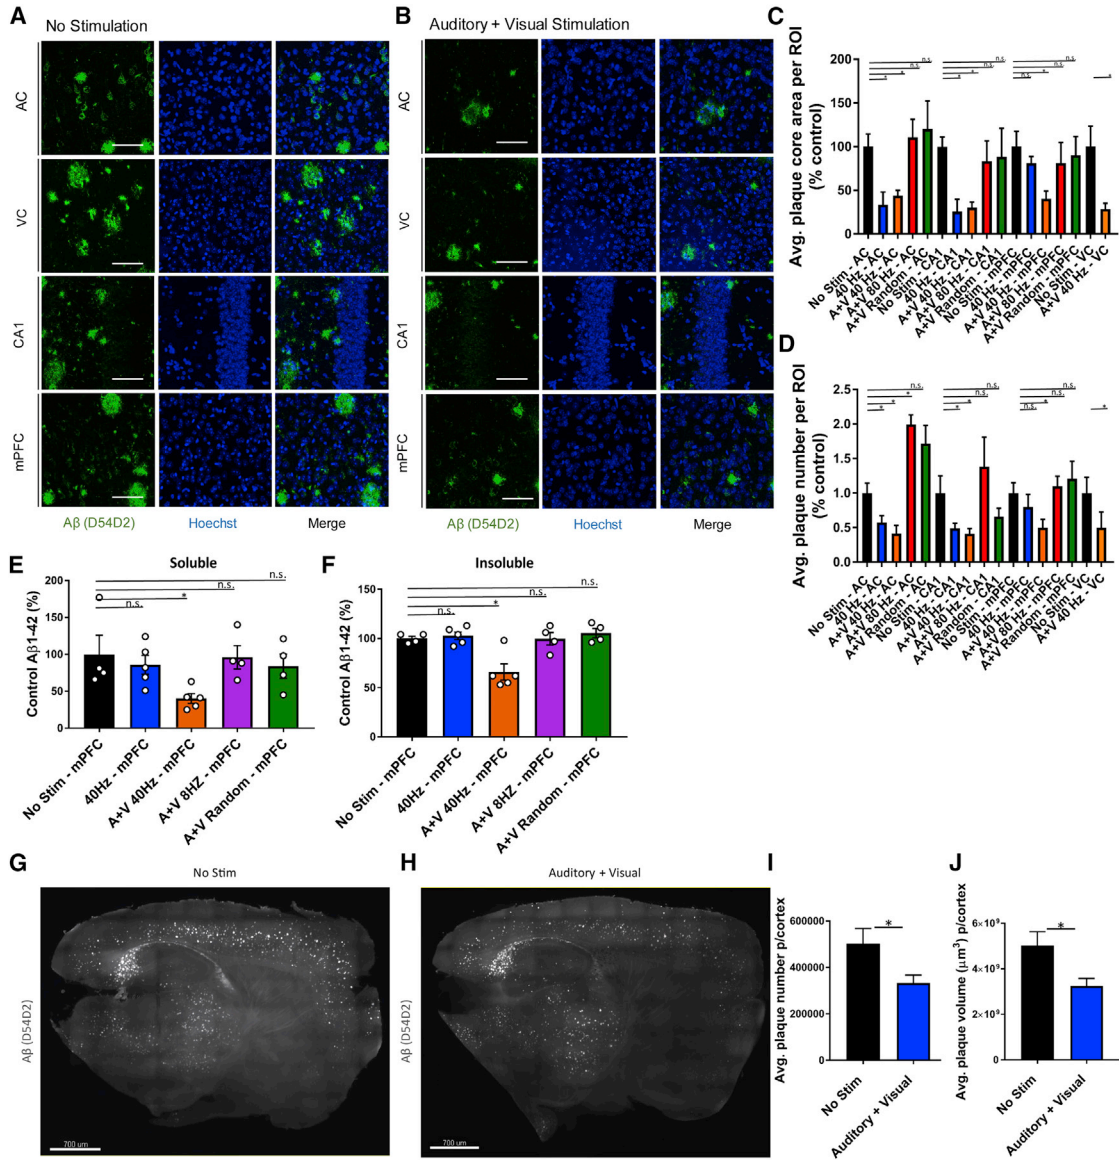 A
No Stimulation
B
Auditory + Visual Stimulation
AC
VC
CA1
mPFC
Aβ (D54D2)
Hoechst
Merge
AC
VC
CA1
mPFC
Aβ (D54D2)
Hoechst
Merge
C
Avg. plaque core area per ROI
(% control)
200
150
100
50
0
n.s.
n.s.
*
*
n.s.
n.s.
*
*
n.s.
n.s.
*
n.s.
*
No Stim - AC
40 Hz - AC
A+V 40 Hz - AC
A+V 80 Hz - AC
A+V Random - AC
No Stim - CA1
40 Hz - CA1
A+V 40 Hz - CA1
A+V 80 Hz - CA1
A+V Random - CA1
No Stim - mPFC
40 Hz - mPFC
A+V 40 Hz - mPFC
A+V 80 Hz - mPFC
A+V Random - mPFC
No Stim - VC
A+V 40 Hz - VC
D
Avg. plaque number per ROI
(% control)
2.5
2.0
1.5
1.0
0.5
0.0
n.s.
*
*
*
n.s.
n.s.
*
*
n.s.
n.s.
*
n.s.
*
No Stim - AC
40 Hz - AC
A+V 40 Hz - AC
A+V 80 Hz - AC
A+V Random - AC
No Stim - CA1
40 Hz - CA1
A+V 40 Hz - CA1
A+V 80 Hz - CA1
A+V Random - CA1
No Stim - mPFC
40 Hz - mPFC
A+V 40 Hz - mPFC
A+V 80 Hz - mPFC
A+V Random - mPFC
No Stim - VC
A+V 40 Hz - VC
E
Soluble
Control Aβ1-42 (%)
200
150
100
50
0
n.s.
n.s.
*
n.s.
No Stim - mPFC
40Hz - mPFC
A+V 40Hz - mPFC
A+V 8HZ - mPFC
A+V Random - mPFC
F
Insoluble
Control Aβ1-42 (%)
150
100
50
0
n.s.
n.s.
*
n.s.
No Stim - mPFC
40Hz - mPFC
A+V 40Hz - mPFC
A+V 8HZ - mPFC
A+V Random - mPFC
G
No Stim
Aβ (D54D2)
700 um
H
Auditory + Visual
Aβ (D54D2)
700 um
I
Avg. plaque number p/cortex
600000
400000
200000
0
*
No Stim
Auditory + Visual
J
Avg. plaque volume (μm³) p/cortex
6×10⁹
4×10⁹
2×10⁹
0
*
No Stim
Auditory + Visual